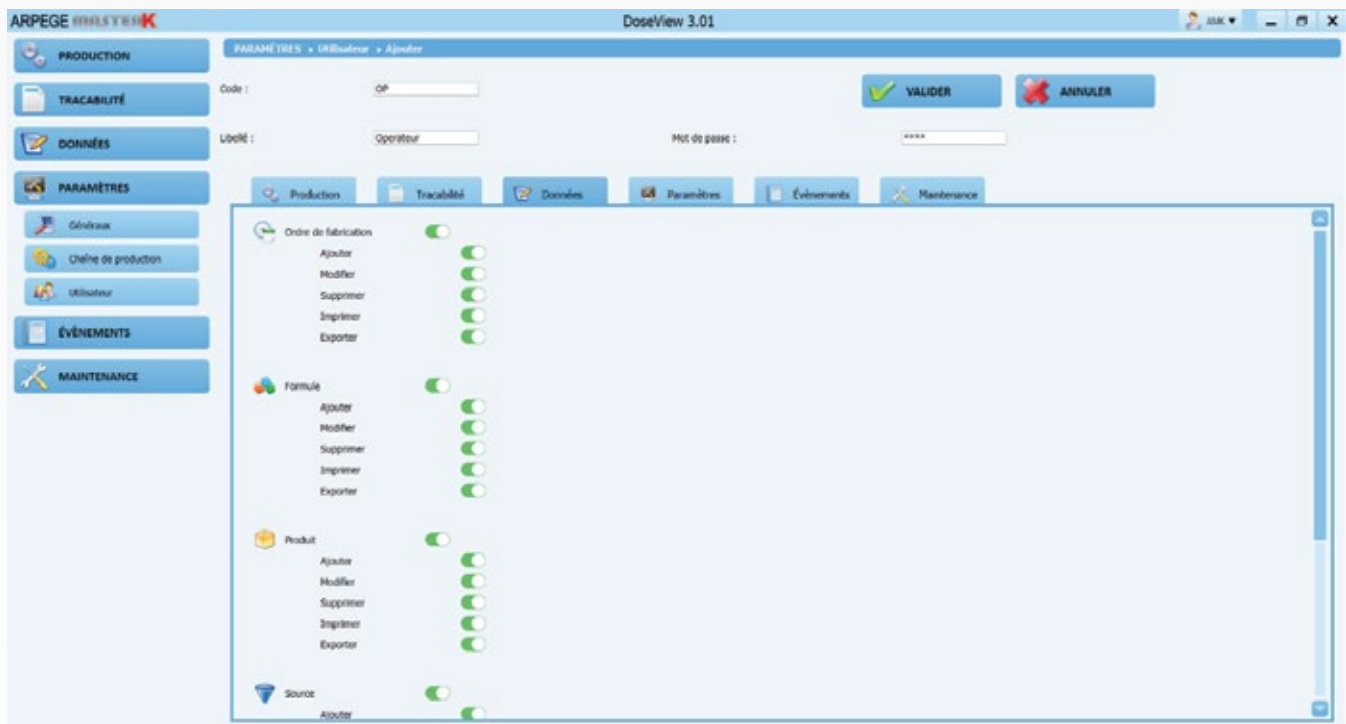 ARPEGE MASTERK
DoseView 3.01
PRODUCTION
TRACABILITÉ
DONNÉES
PARAMÈTRES
Généraux
Chaîne de production
Utilisateur
ÉVÈNEMENTS
MAINTENANCE
PARAMÈTRES Utilisateur Ajouter
Code : OP
VALIDER ANNULER
Libellé : Operateur Mot de passe : ****
Production Tracabilité Données Paramètres Évènements Maintenance
Ordre de fabrication
Ajouter
Modifier
Supprimer
Imprimer
Exporter
Formule
Ajouter
Modifier
Supprimer
Imprimer
Exporter
Produit
Ajouter
Modifier
Supprimer
Imprimer
Exporter
Source
Ajouter